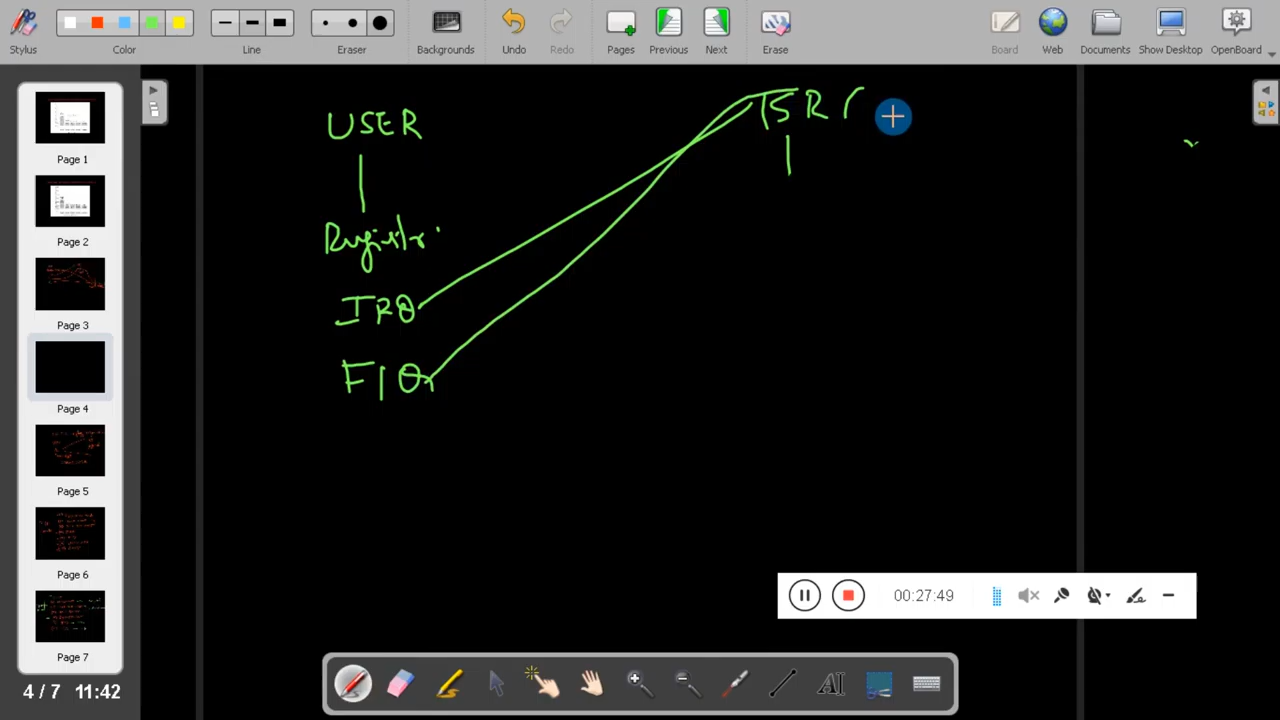 Stylus
Color
Line
Eraser
Backgrounds
Undo
Redo
Pages
Previous
Next
Erase
Board
Web
Documents
Show Desktop
OpenBoard
Page 1
Page 2
Page 3
Page 4
Page 5
Page 6
Page 7
4 / 7 11:42
USER
ISR (
Registr.
IRQ
FIQ
00:27:49
AI